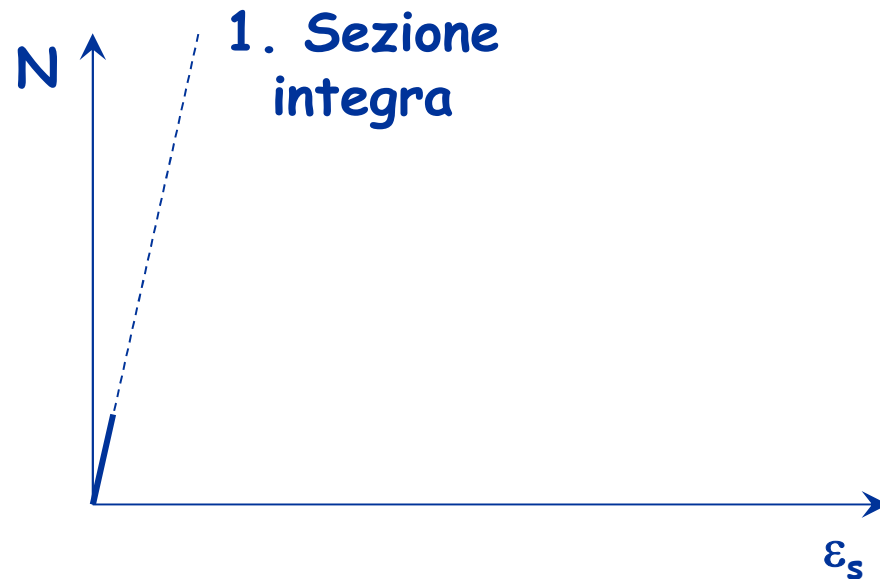 1. Sezione
integra
N
εs